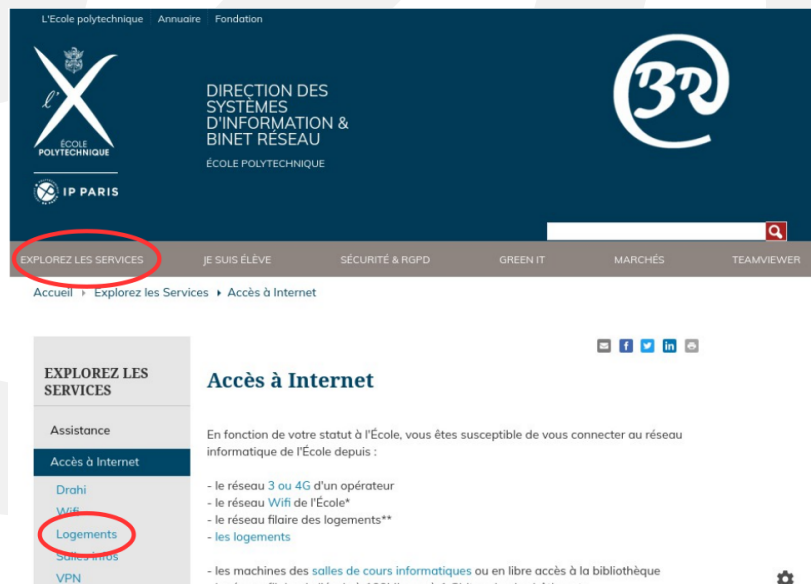 L'Ecole polytechnique Annuaire Fondation
l'X
ÉCOLE
POLYTECHNIQUE
IP PARIS
DIRECTION DES
SYSTÈMES
D'INFORMATION &
BINET RÉSEAU
ÉCOLE POLYTECHNIQUE
BR
EXPLOREZ LES SERVICES JE SUIS ÉLÈVE SÉCURITÉ & RGPD GREEN IT MARCHÉS TEAMVIEWER
Accueil Explorez les Services Accès à Internet
EXPLOREZ LES
SERVICES
Assistance
Accès à Internet
Drahi
Wifi
Logements
Salles infos
VPN
Accès à Internet
En fonction de votre statut à l'École, vous êtes susceptible de vous connecter au réseau
informatique de l'École depuis :
- le réseau 3 ou 4G d'un opérateur
- le réseau Wifi de l'École*
- le réseau filaire des logements**
- les logements
- les machines des salles de cours informatiques ou en libre accès à la bibliothèque